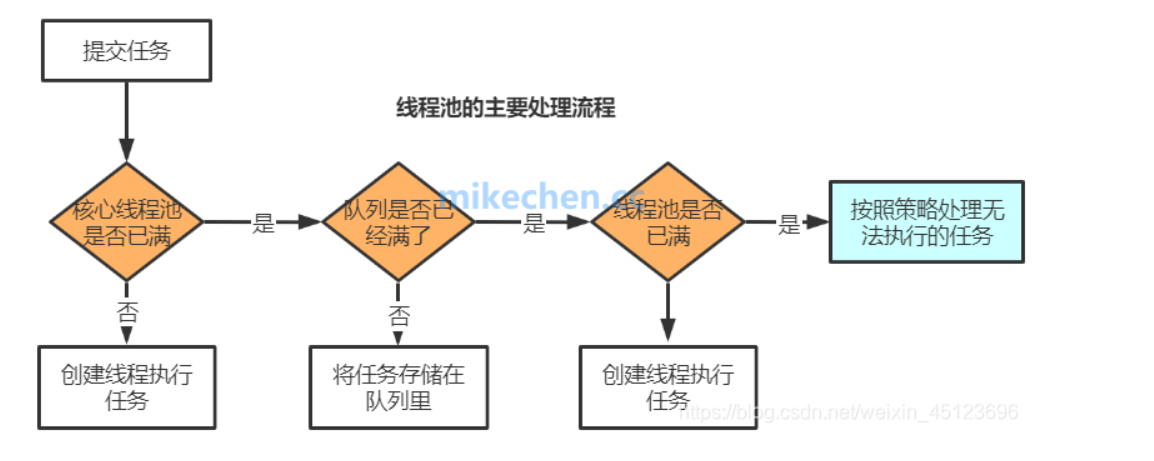 提交任务
线程池的主要处理流程
mikechen.cc
核心线程池
是否已满
是
队列是否已
经满了
是
线程池是否
已满
是
按照策略处理无
法执行的任务
否
否
创建线程执行
任务
将任务存储在
队列里
创建线程执行
任务
https://blog.csdn.net/weixin_45123696